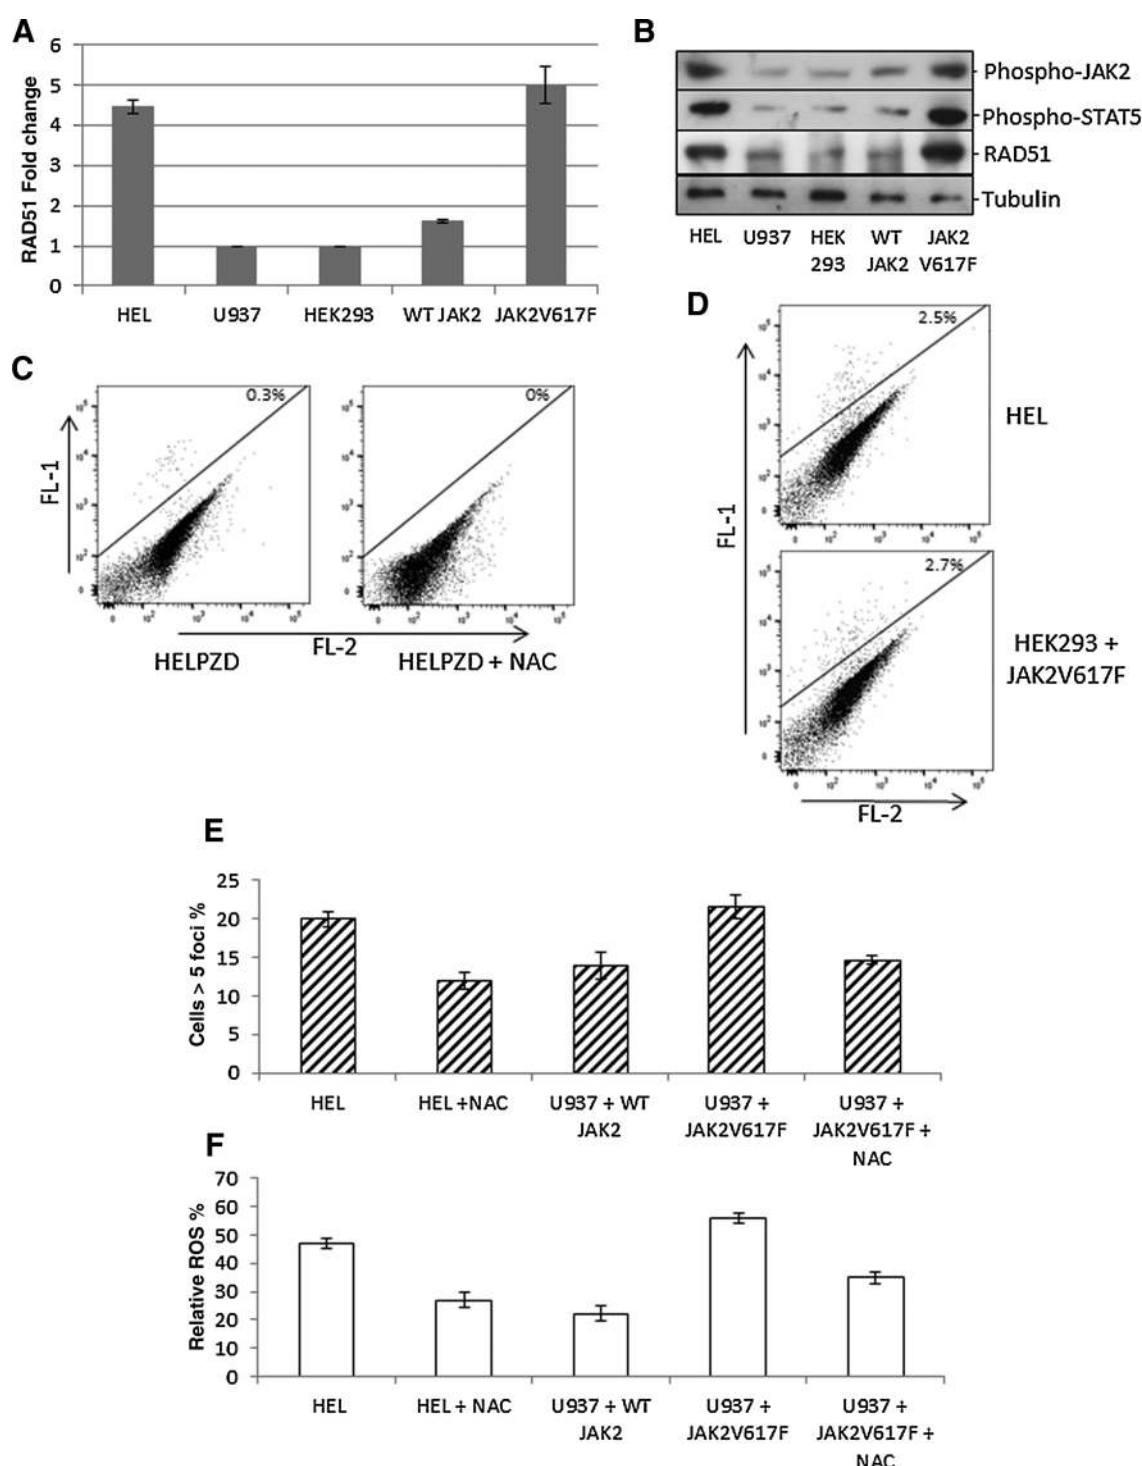 A
RAD51 Fold change
6
5
4
3
2
1
0
HEL
U937
HEK293
WT JAK2
JAK2V617F
B
Phospho-JAK2
Phospho-STAT5
RAD51
Tubulin
HEL
U937
HEK
293
WT
JAK2
JAK2
V617F
C
FL-1
0.3%
0%
FL-2
HELPZD
HELPZD + NAC
D
FL-1
2.5%
HEL
2.7%
HEK293 +
JAK2V617F
FL-2
E
Cells > 5 foci %
25
20
15
10
5
0
HEL
HEL +NAC
U937 + WT
JAK2
U937 +
JAK2V617F
U937 +
JAK2V617F +
NAC
F
Relative ROS %
70
60
50
40
30
20
10
0
HEL
HEL + NAC
U937 + WT
JAK2
U937 +
JAK2V617F
U937 +
JAK2V617F +
NAC